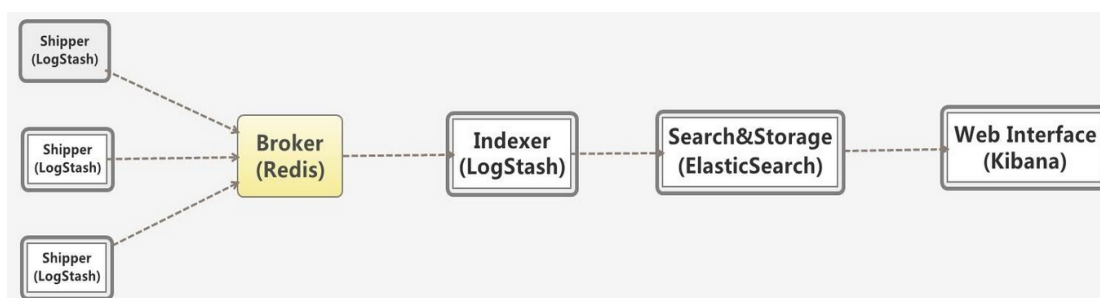 Shipper
(LogStash)
Shipper
(LogStash)
Shipper
(LogStash)
Broker
(Redis)
Indexer
(LogStash)
Search&Storage
(ElasticSearch)
Web Interface
(Kibana)